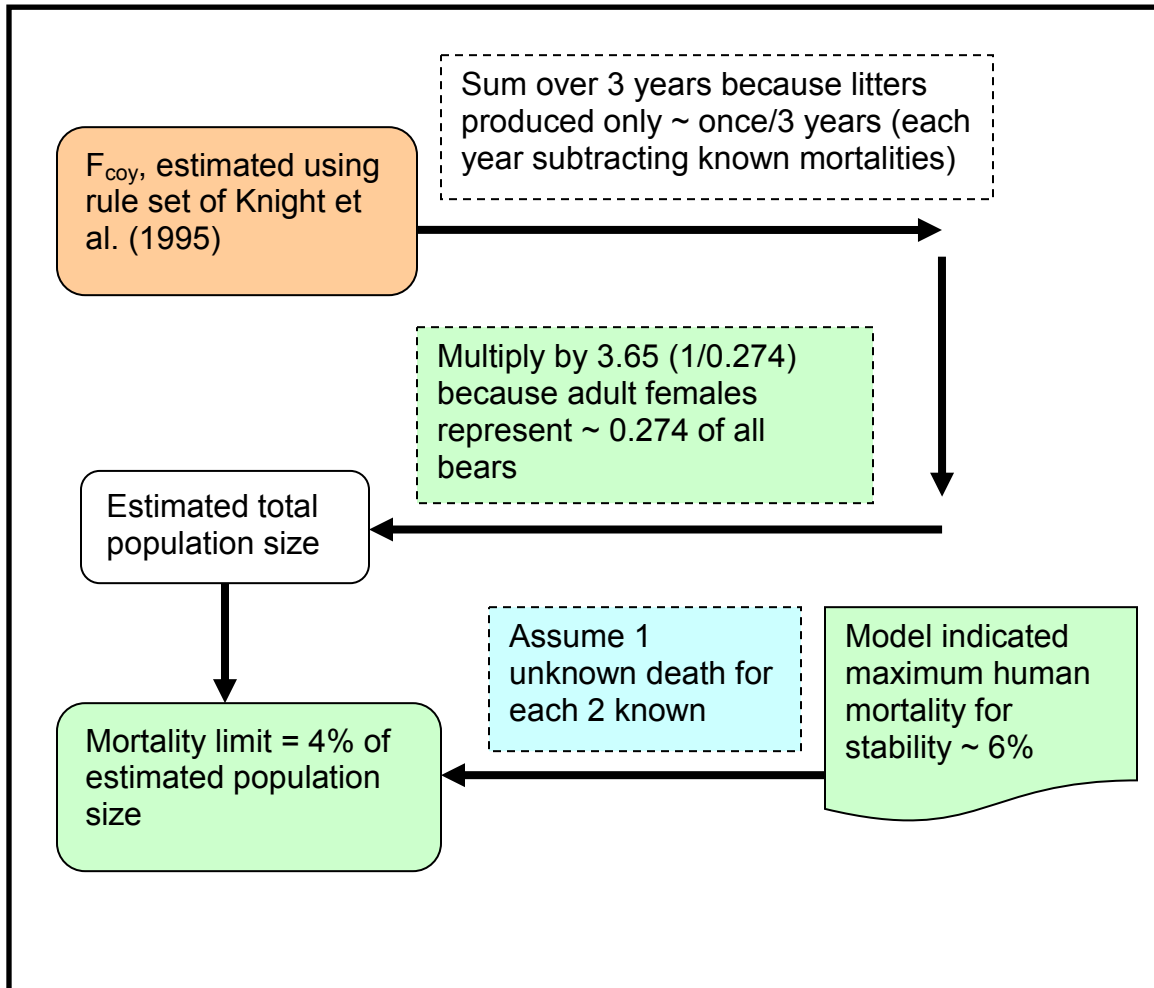 Sum over 3 years because litters
produced only ~ once/3 years (each
year subtracting known mortalities)
Fcoy, estimated using
rule set of Knight et
al. (1995)
Multiply by 3.65 (1/0.274)
because adult females
represent ~ 0.274 of all
bears
Estimated total
population size
Assume 1
unknown death for
each 2 known
Model indicated
maximum human
mortality for
stability ~ 6%
Mortality limit = 4% of
estimated population
size